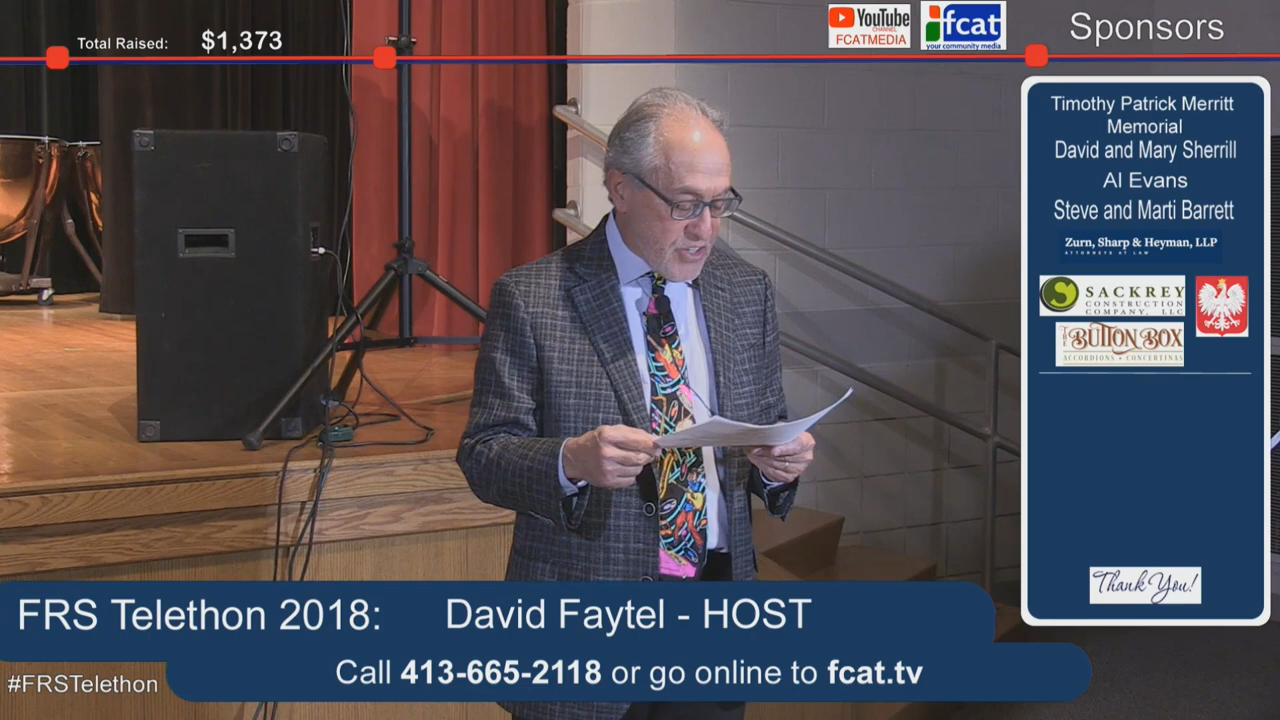 Total Raised: $1,373
YouTube
CHANNEL
FCATMEDIA
fcat
your community media
Sponsors
Timothy Patrick Merritt
Memorial
David and Mary Sherrill
Al Evans
Steve and Marti Barrett
Zurn, Sharp & Heyman, LLP
ATTORNEYS AT LAW
S SACKREY
CONSTRUCTION
COMPANY, LLC
THE BUTTON BOX
ACCORDIONS • CONCERTINAS
Thank You!
FRS Telethon 2018: David Faytel - HOST
Call 413-665-2118 or go online to fcat.tv
#FRSTelethon